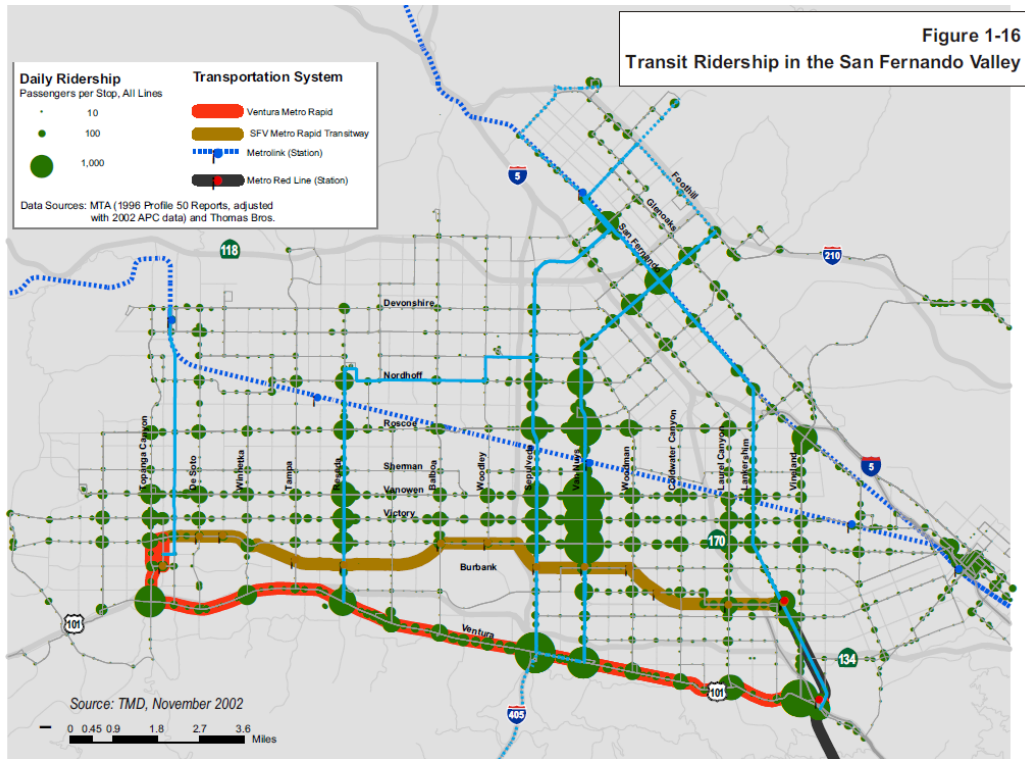 Figure 1-16
Transit Ridership in the San Fernando Valley
Daily Ridership
Passengers per Stop, All Lines
10
100
1,000
Transportation System
Ventura Metro Rapid
SFV Metro Rapid Transitway
Metrolink (Station)
Metro Red Line (Station)
Data Sources: MTA (1996 Profile 50 Reports, adjusted
with 2002 APC data) and Thomas Bros.
5
118
Foothill
Glenoaks
San Fernando
210
Devonshire
Nordhoff
Roscoe
Sherman
Vanowen
Victory
Burbank
Ventura
Topanga Canyon
De Soto
Winnetka
Tampa
Reseda
Balboa
Woodley
Sepulveda
Van Nuys
Woodman
Coldwater Canyon
Laurel Canyon
Lankershim
Vineland
5
170
101
134
101
405
Source: TMD, November 2002
0 0.45 0.9 1.8 2.7 3.6
Miles